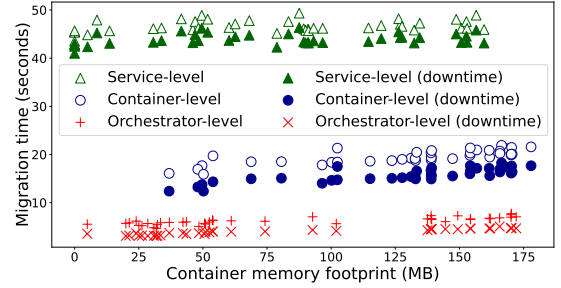 50
40
30
20
10
Migration time (seconds)
Service-level
Service-level (downtime)
Container-level
Container-level (downtime)
Orchestrator-level
Orchestrator-level (downtime)
0 25 50 75 100 125 150 175
Container memory footprint (MB)